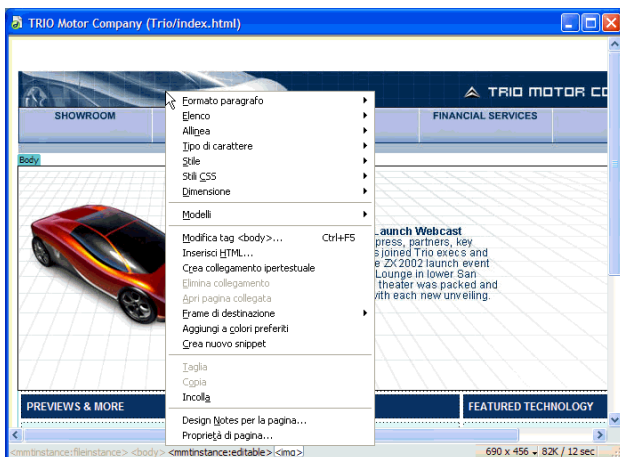 TRIO Motor Company (Trio/index.html)
TRIO MOTOR CO
SHOWROOM
FINANCIAL SERVICES
Body
Formato paragrafo
Elenco
Allinea
Tipo di carattere
Stile
Stili CSS
Dimensione
Modelli
Modifica tag <body>... Ctrl+F5
Inserisci HTML...
Crea collegamento ipertestuale
Elimina collegamento
Apri pagina collegata
Frame di destinazione
Aggiungi a colori preferiti
Crea nuovo snippet
Taglia
Copia
Incolla
Design Notes per la pagina...
Proprietà di pagina...
aunch Webcast
press, partners, key
joined Trio execs and
ZX2002 launch event
Lounge in lower San
theater was packed and
with each new unveiling.
PREVIEWS & MORE
FEATURED TECHNOLOGY
<mmtinstance:fileinstance> <body> <mmtinstance:editable> <img>
690 x 456 82K / 12 sec